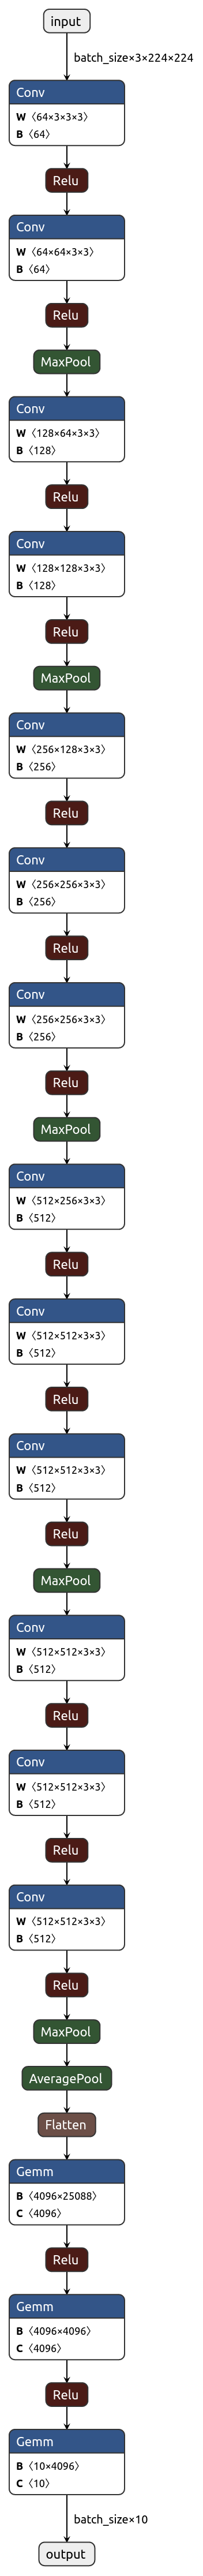 input
batch_size×3×224×224
Conv
W〈64×3×3×3〉
B〈64〉
Relu
Conv
W〈64×64×3×3〉
B〈64〉
Relu
MaxPool
Conv
W〈128×64×3×3〉
B〈128〉
Relu
Conv
W〈128×128×3×3〉
B〈128〉
Relu
MaxPool
Conv
W〈256×128×3×3〉
B〈256〉
Relu
Conv
W〈256×256×3×3〉
B〈256〉
Relu
Conv
W〈256×256×3×3〉
B〈256〉
Relu
MaxPool
Conv
W〈512×256×3×3〉
B〈512〉
Relu
Conv
W〈512×512×3×3〉
B〈512〉
Relu
Conv
W〈512×512×3×3〉
B〈512〉
Relu
MaxPool
Conv
W〈512×512×3×3〉
B〈512〉
Relu
Conv
W〈512×512×3×3〉
B〈512〉
Relu
Conv
W〈512×512×3×3〉
B〈512〉
Relu
MaxPool
AveragePool
Flatten
Gemm
B〈4096×25088〉
C〈4096〉
Relu
Gemm
B〈4096×4096〉
C〈4096〉
Relu
Gemm
B〈10×4096〉
C〈10〉
batch_size×10
output